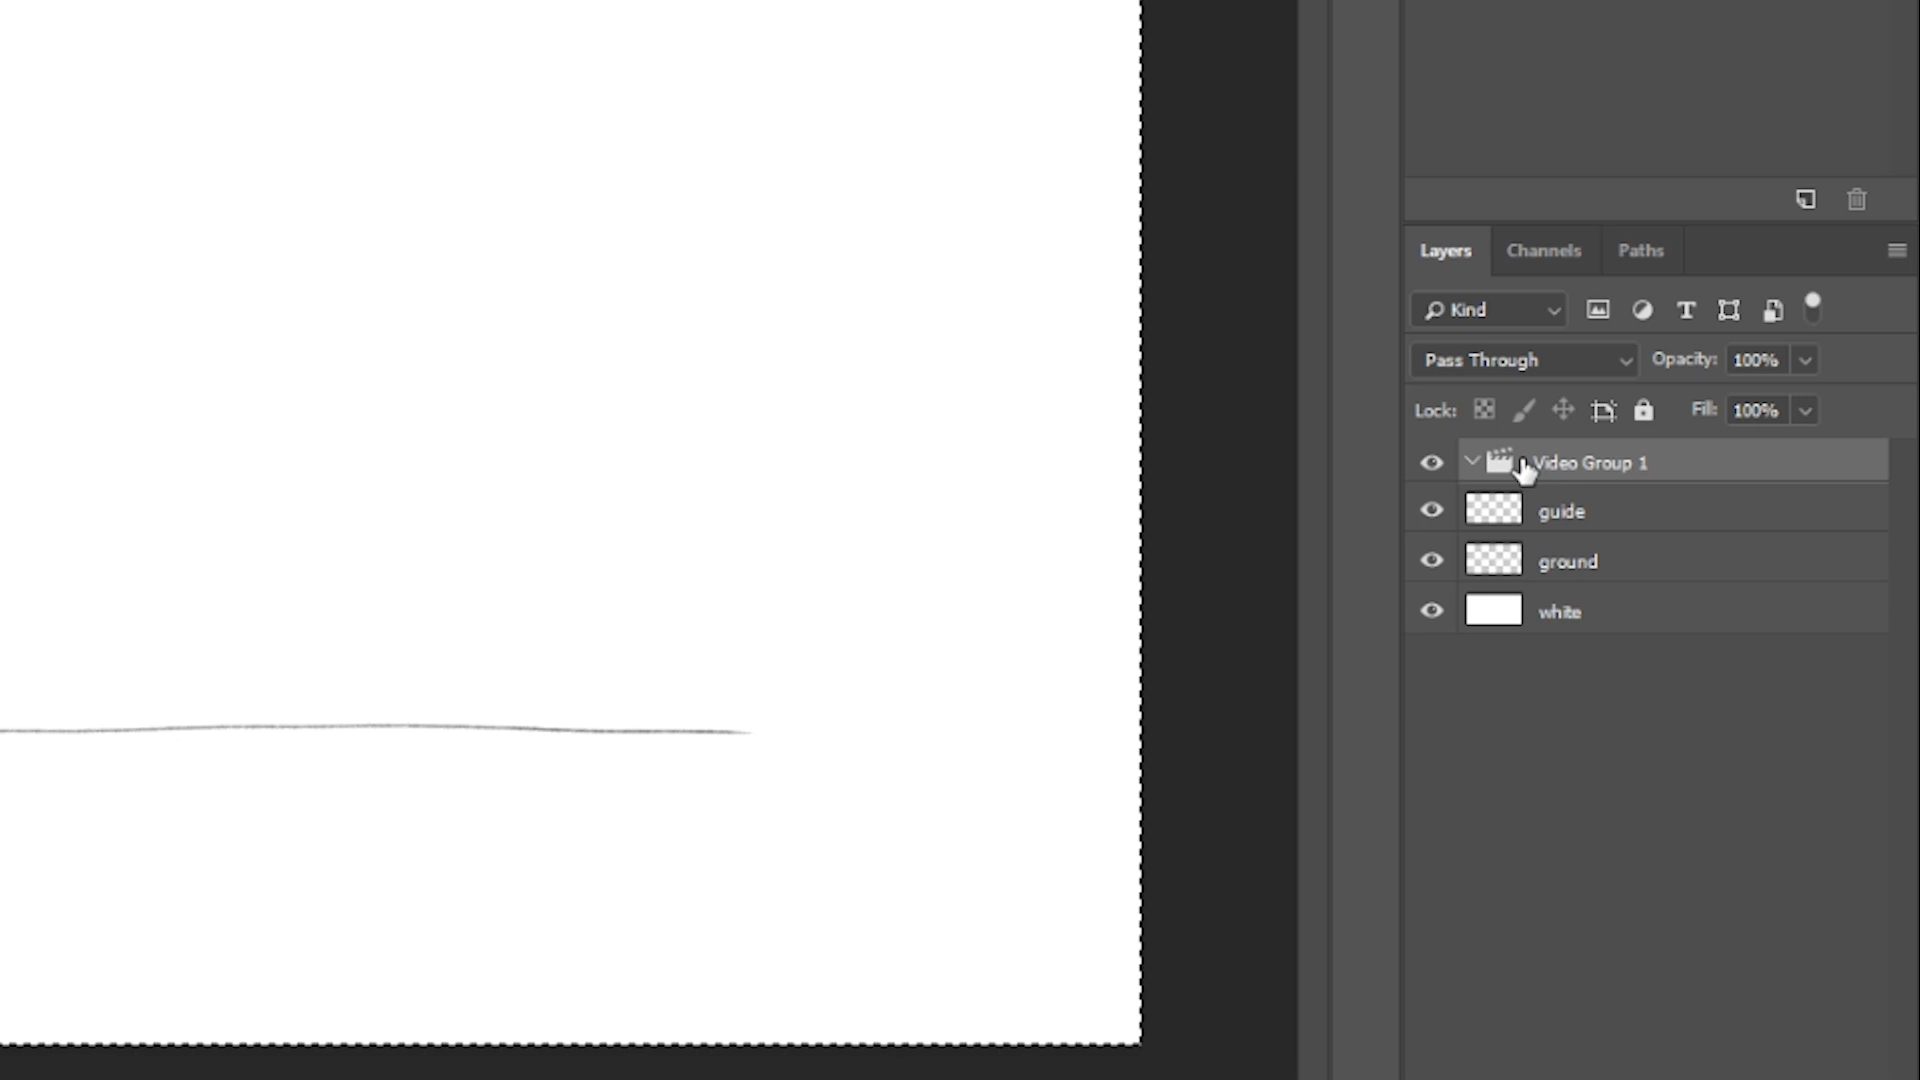 Layers Channels Paths
Kind
Pass Through Opacity: 100%
Lock: Fill: 100%
Video Group 1
guide
ground
white